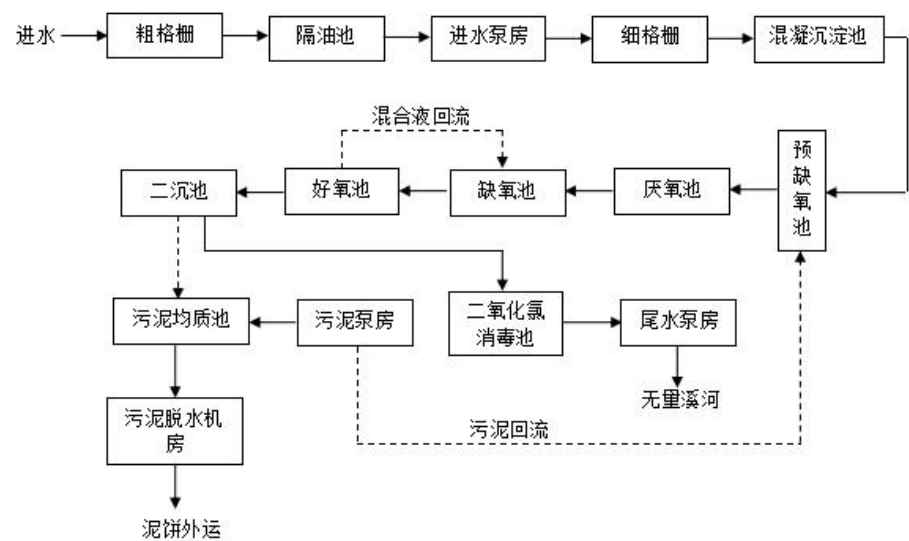 进水
粗格栅
隔油池
进水泵房
细格栅
混凝沉淀池
混合液回流
预
缺
氧
池
二沉池
好氧池
缺氧池
厌氧池
污泥均质池
污泥泵房
二氧化氯
消毒池
尾水泵房
无量溪河
污泥脱水机
房
污泥回流
泥饼外运